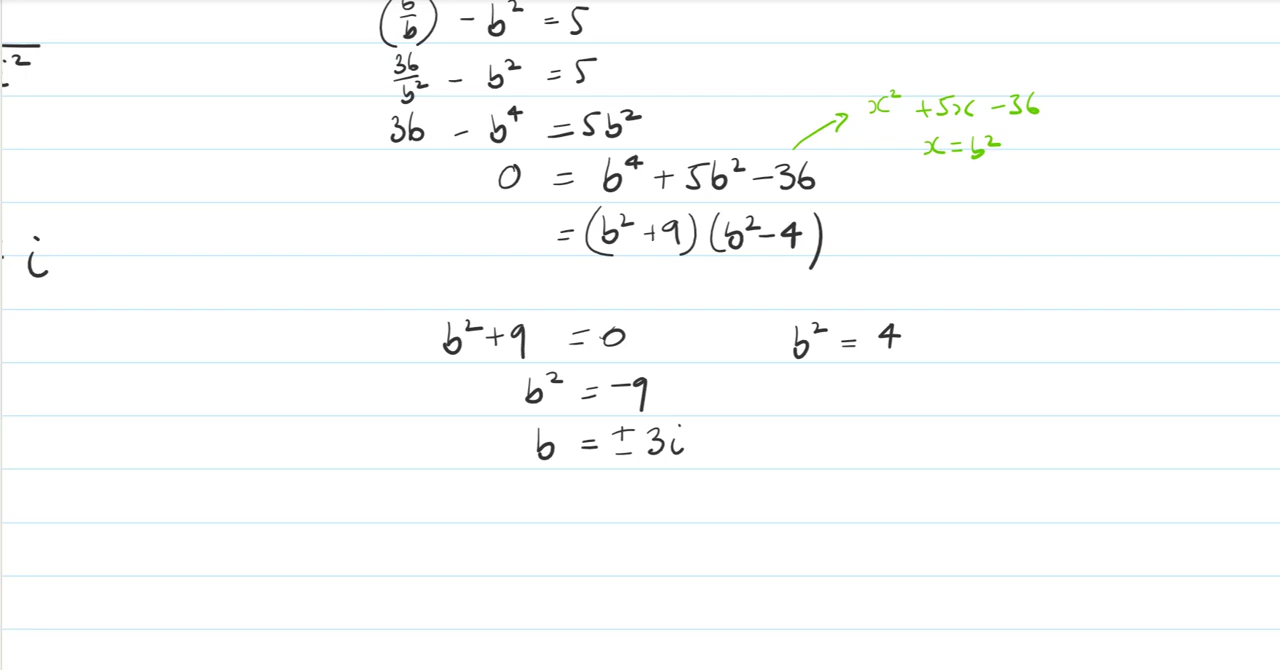 (6/b) - b² = 5
36/b² - b² = 5
36 - b⁴ = 5b²
x² + 5x - 36
x = b²
0 = b⁴ + 5b² - 36
= (b² + 9)(b² - 4)
i
b² + 9 = 0
b² = 4
b² = -9
b = ± 3i